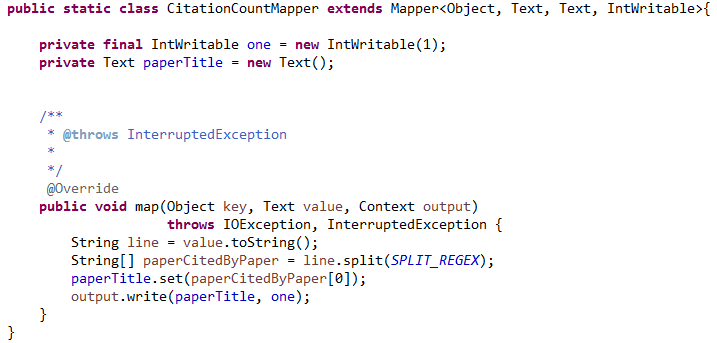 public static class CitationCountMapper extends Mapper<Object, Text, Text, IntWritable>{
private final IntWritable one = new IntWritable(1);
private Text paperTitle = new Text();
/**
* @throws InterruptedException
*
*/
@Override
public void map(Object key, Text value, Context output)
throws IOException, InterruptedException {
String line = value.toString();
String[] paperCitedByPaper = line.split(SPLIT_REGEX);
paperTitle.set(paperCitedByPaper[0]);
output.write(paperTitle, one);
}
}